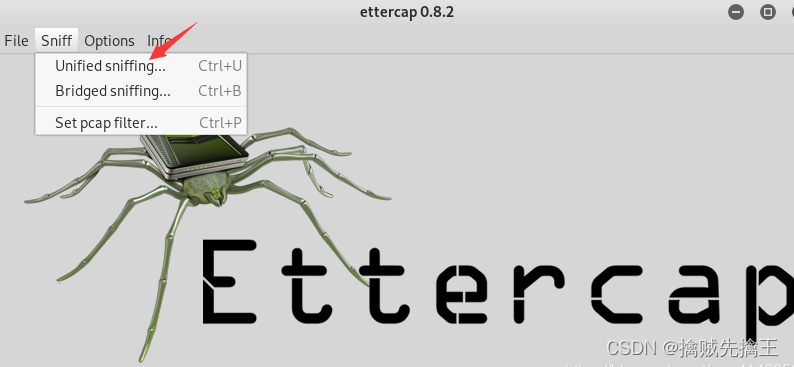 ettercap 0.8.2
File Sniff Options Info
Unified sniffing... Ctrl+U
Bridged sniffing... Ctrl+B
Set pcap filter... Ctrl+P
Ettercap
CSDN @擒贼先擒王